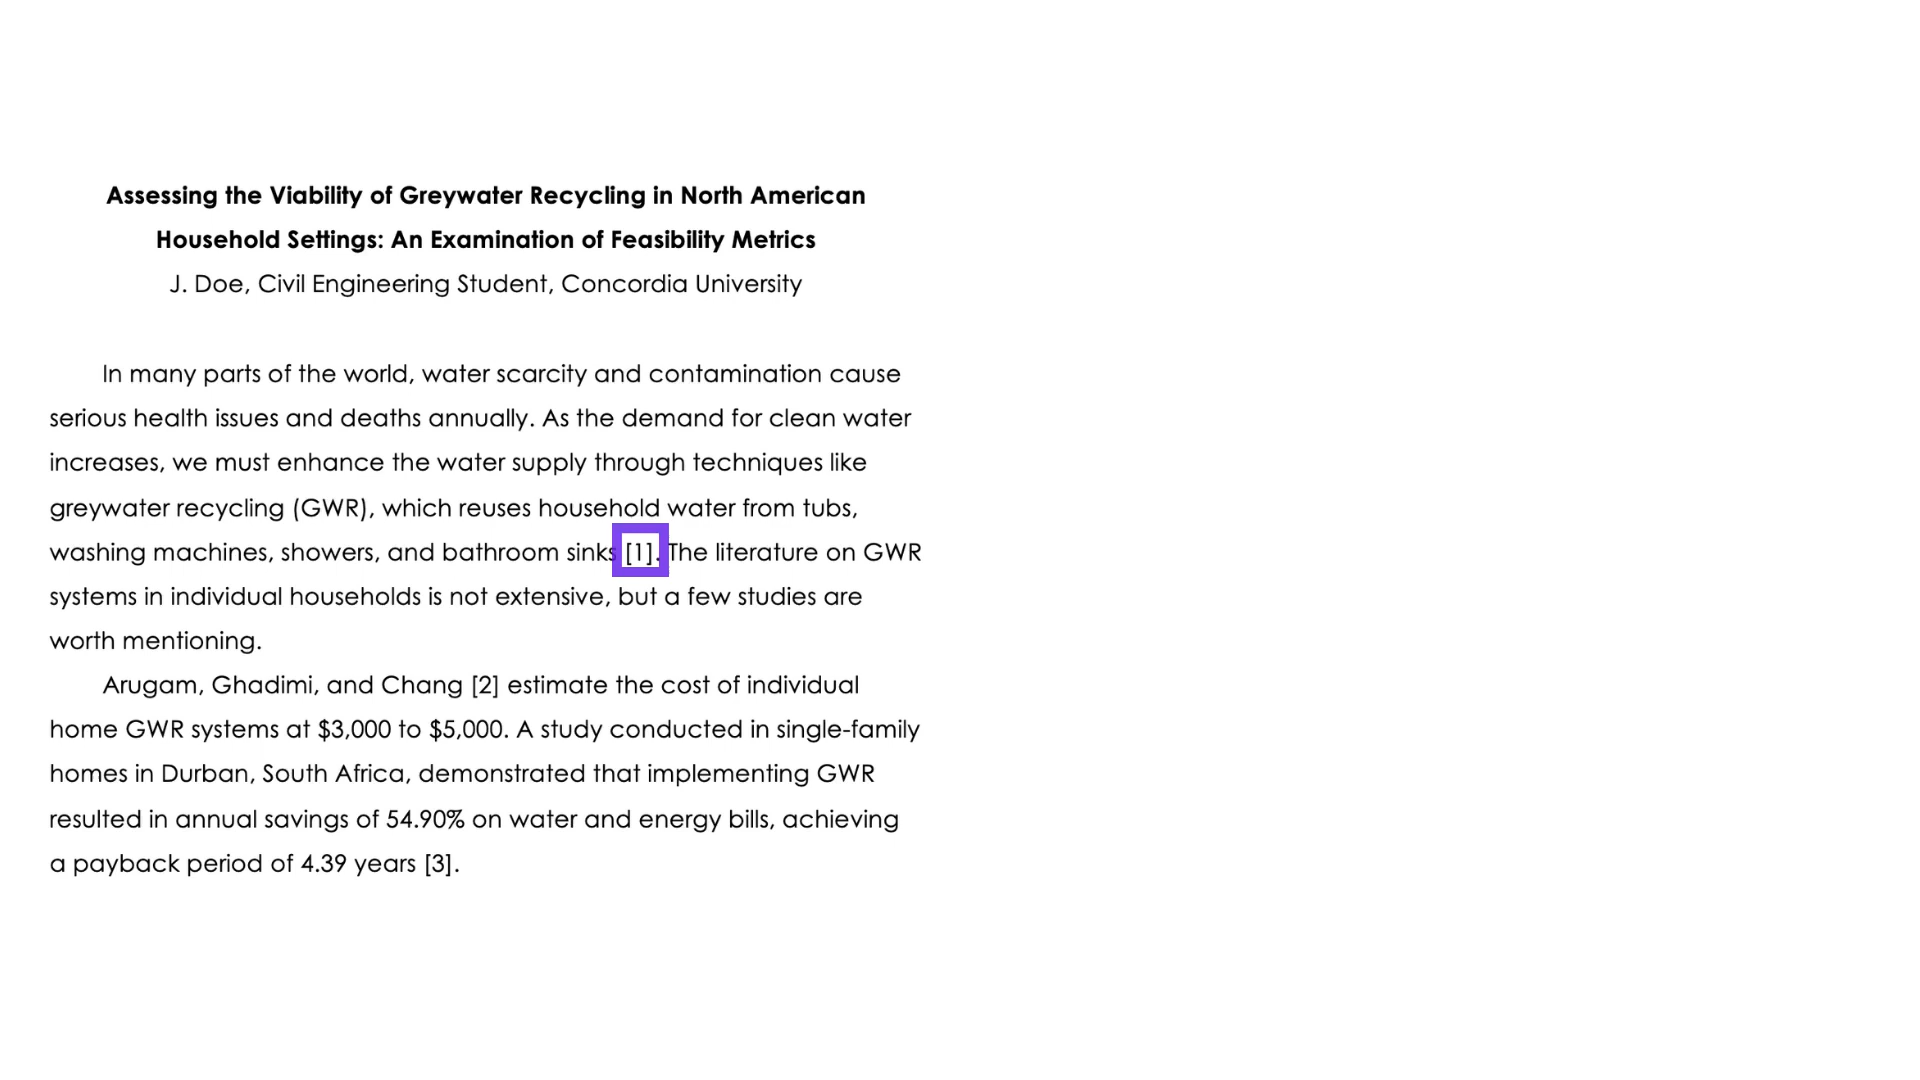 Assessing the Viability of Greywater Recycling in North American
Household Settings: An Examination of Feasibility Metrics
J. Doe, Civil Engineering Student, Concordia University
In many parts of the world, water scarcity and contamination cause
serious health issues and deaths annually. As the demand for clean water
increases, we must enhance the water supply through techniques like
greywater recycling (GWR), which reuses household water from tubs,
washing machines, showers, and bathroom sinks [1]. The literature on GWR
systems in individual households is not extensive, but a few studies are
worth mentioning.
Arugam, Ghadimi, and Chang [2] estimate the cost of individual
home GWR systems at $3,000 to $5,000. A study conducted in single-family
homes in Durban, South Africa, demonstrated that implementing GWR
resulted in annual savings of 54.90% on water and energy bills, achieving
a payback period of 4.39 years [3].